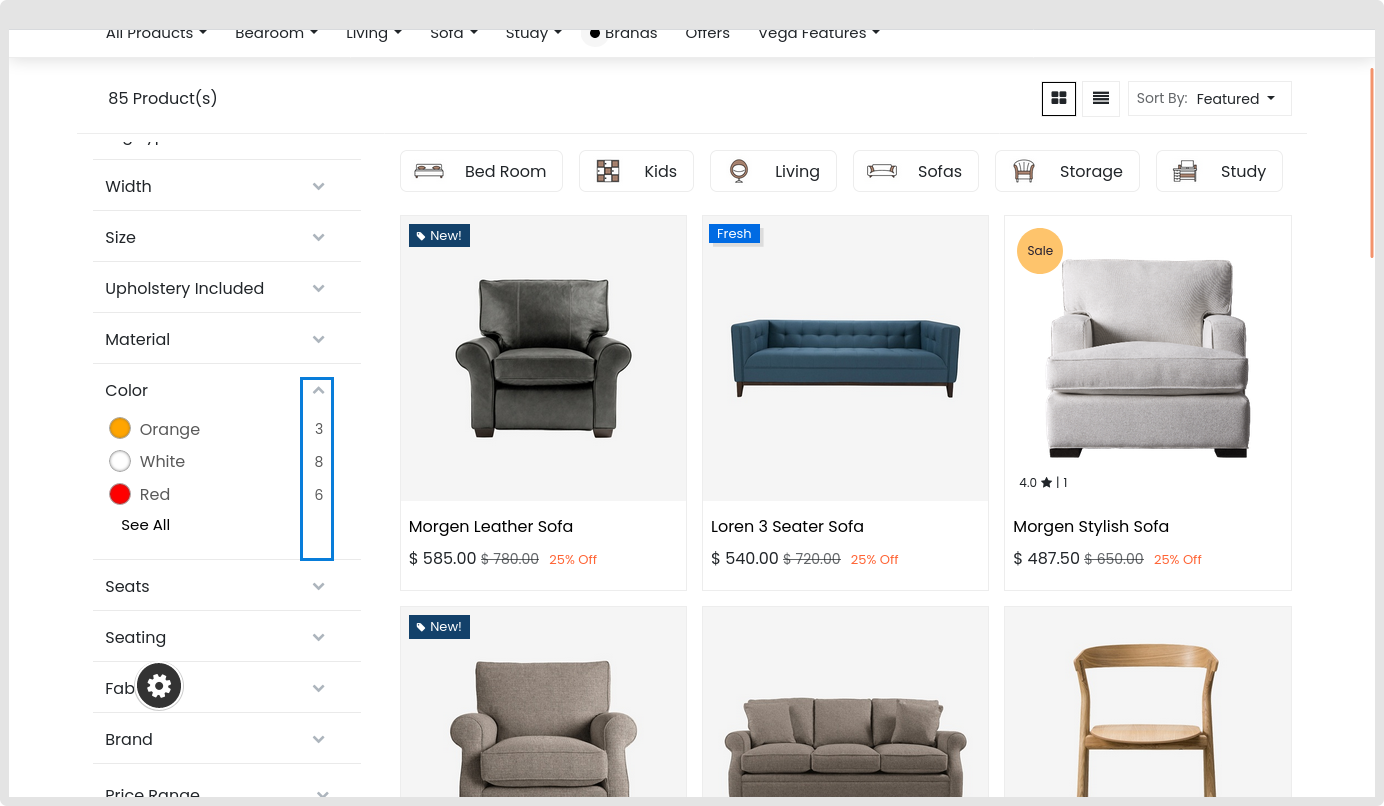 All Products Bedroom Living Sofa Study Brands Offers Vega Features
85 Product(s)
Sort By: Featured
Width
Size
Upholstery Included
Material
Color
Orange 3
White 8
Red 6
See All
Seats
Seating
Fab
Brand
Price Range
Bed Room Kids Living Sofas Storage Study
New!
Morgen Leather Sofa
$ 585.00 $ 780.00 25% Off
Fresh
Loren 3 Seater Sofa
$ 540.00 $ 720.00 25% Off
Sale
4.0 | 1
Morgen Stylish Sofa
$ 487.50 $ 650.00 25% Off
New!